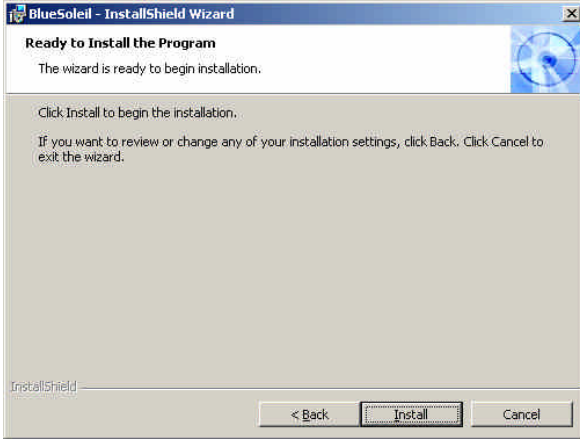 BlueSoleil - InstallShield Wizard
Ready to Install the Program
The wizard is ready to begin installation.
Click Install to begin the installation.
If you want to review or change any of your installation settings, click Back. Click Cancel to
exit the wizard.
InstallShield
< Back Install Cancel